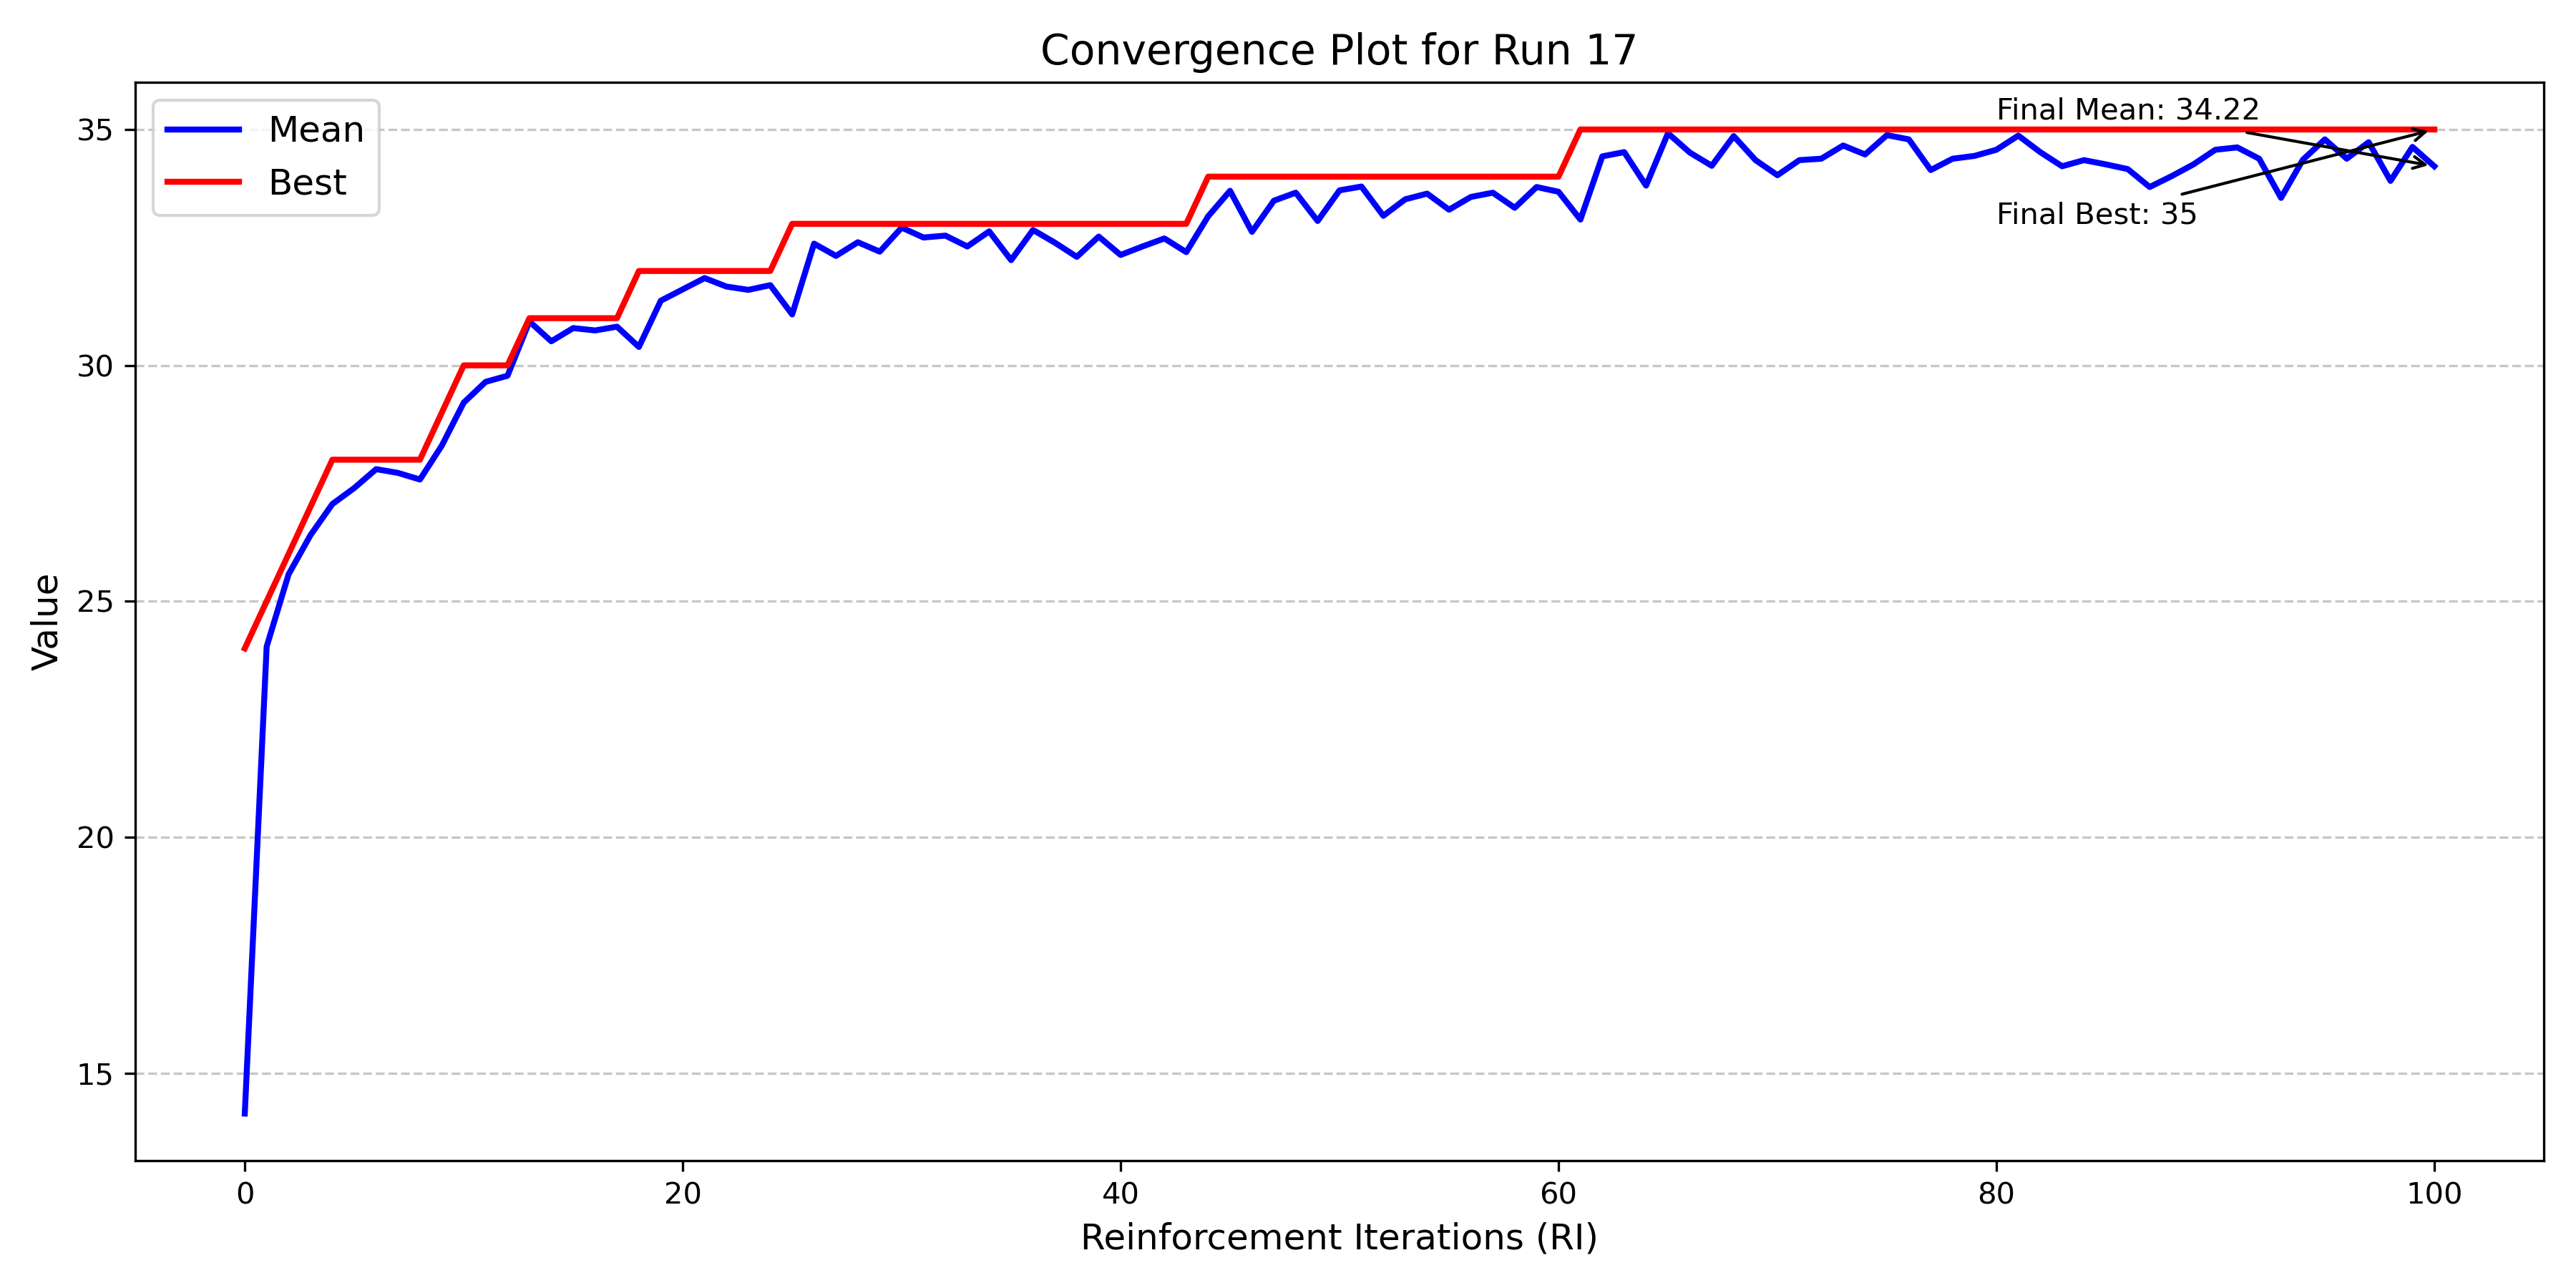 Convergence Plot for Run 17
Mean
Best
Final Mean: 34.22
Final Best: 35
Value
35
30
25
20
15
0
20
40
60
80
100
Reinforcement Iterations (RI)